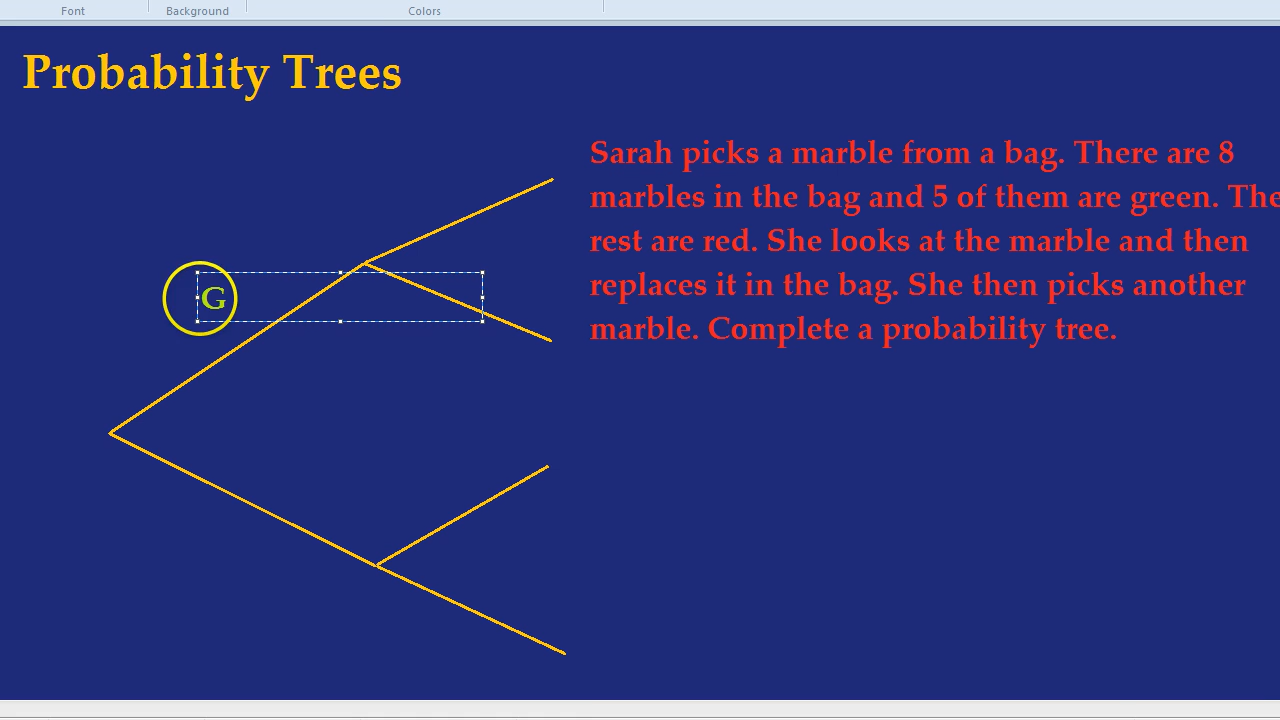 Font Background Colors
Probability Trees
Sarah picks a marble from a bag. There are 8
marbles in the bag and 5 of them are green. The
rest are red. She looks at the marble and then
replaces it in the bag. She then picks another
marble. Complete a probability tree.
G